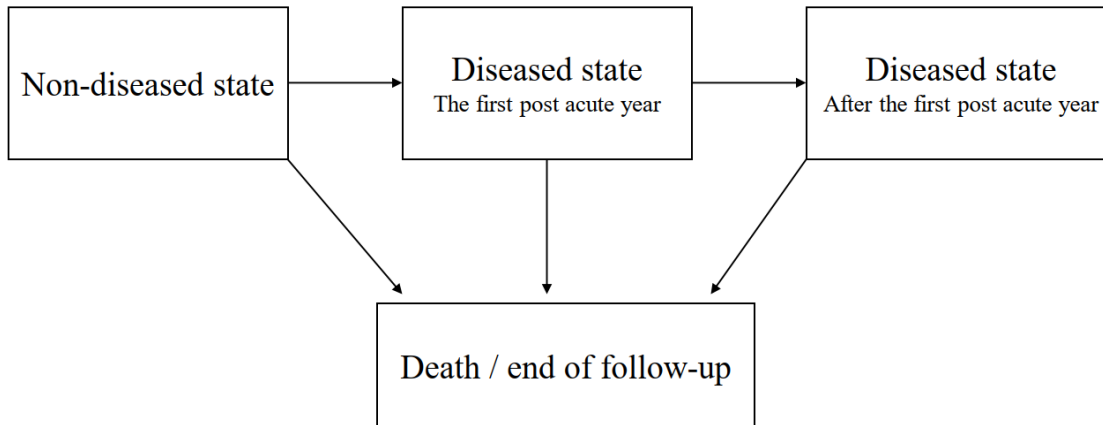 Non-diseased state
Diseased state
The first post acute year
Diseased state
After the first post acute year
Death / end of follow-up